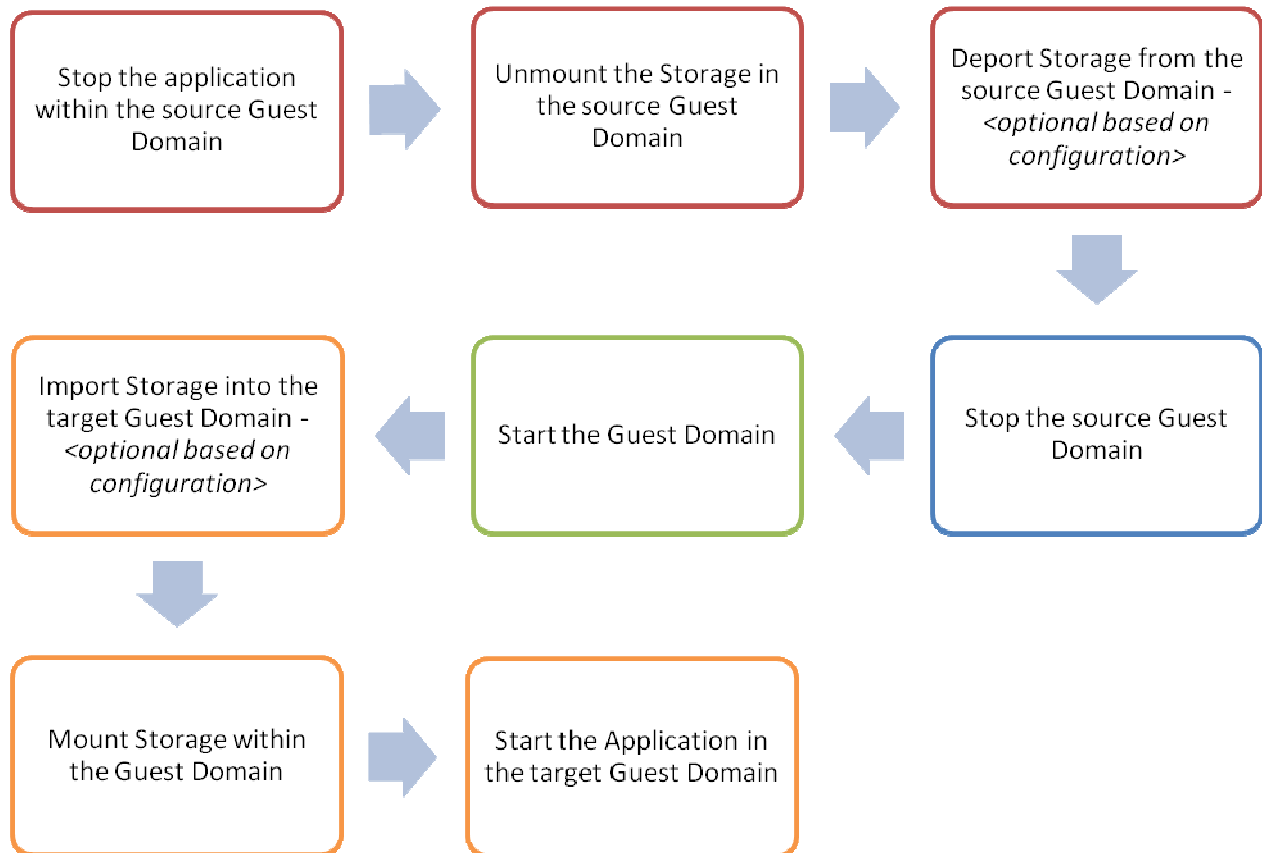 Stop the application
within the source Guest
Domain
Unmount the Storage in
the source Guest
Domain
Deport Storage from the
source Guest Domain -
<optional based on
configuration>
Stop the source Guest
Domain
Start the Guest Domain
Import Storage into the
target Guest Domain -
<optional based on
configuration>
Mount Storage within
the Guest Domain
Start the Application in
the target Guest Domain